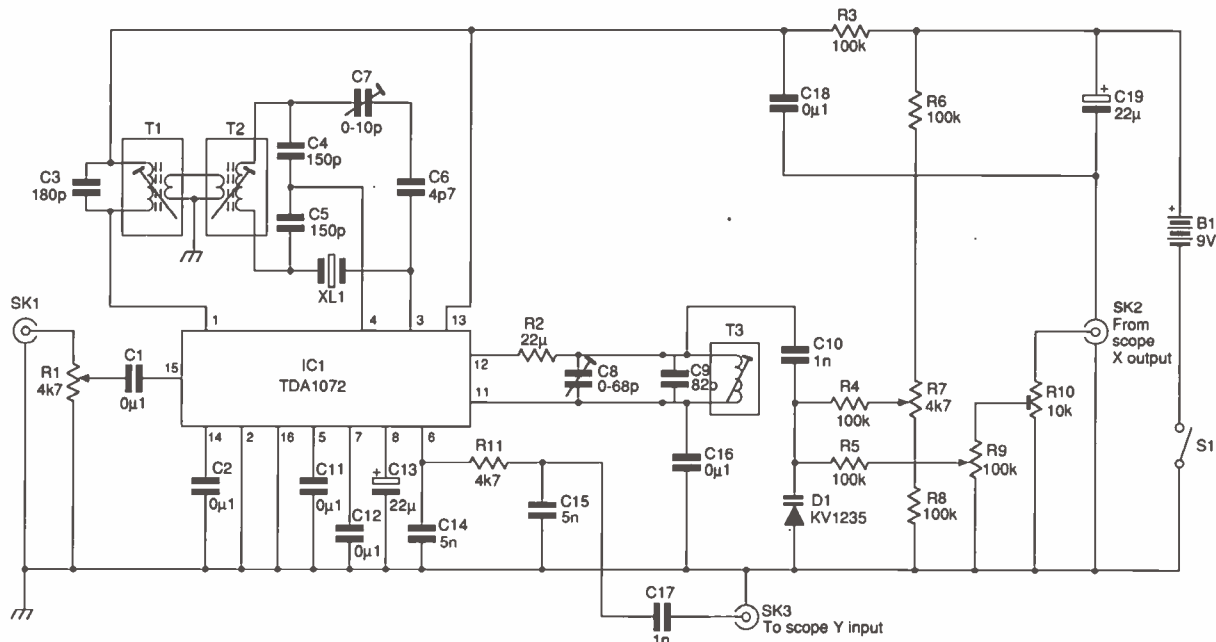 R3
100k
C7
0-10p
C18
0µ1
R6
100k
+
C19
22µ
T1
T2
C4
150p
C3
180p
C6
4p7
C5
150p
+
B1
9V
XL1
SK1
1
4
3
13
R2
22µ
T3
SK2
From
scope
X output
C10
1n
15
IC1
TDA1072
12
11
C1
0µ1
R1
4k7
C8
0-68p
C9
82p
R4
100k
R7
4k7
R10
10k
14
2
16
5
7
8
6
R11
4k7
C16
0µ1
R5
100k
R9
100k
S1
C2
0µ1
C11
0µ1
+
C13
22µ
C12
0µ1
C14
5n
C15
5n
D1
KV1235
R8
100k
C17
1n
SK3
To scope Y input